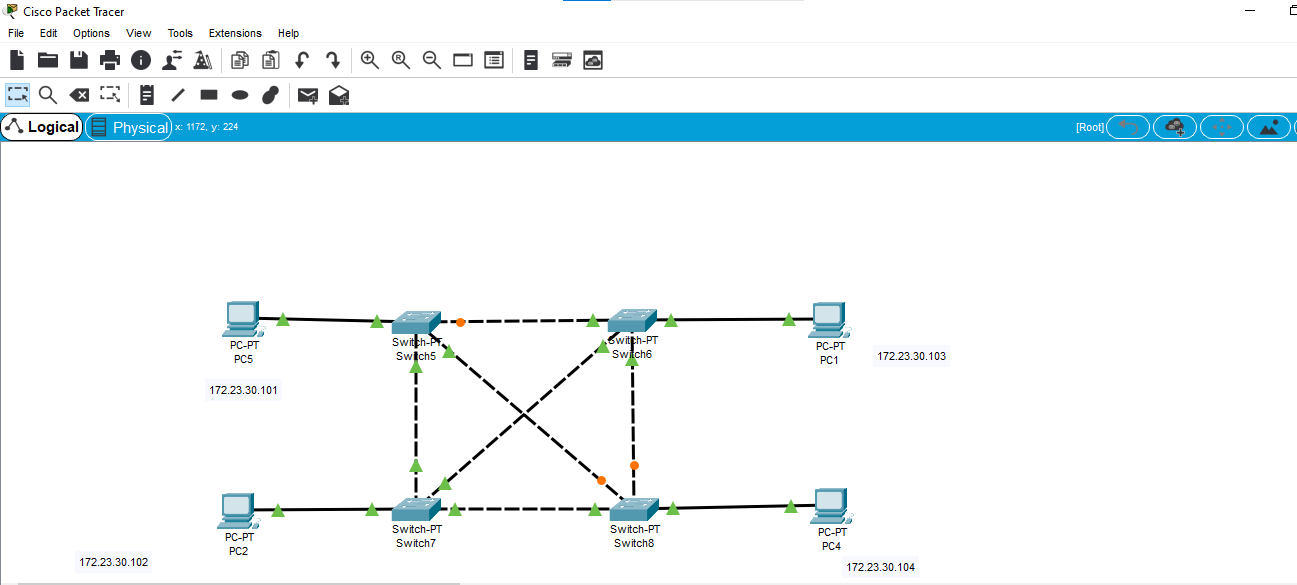 Cisco Packet Tracer
File Edit Options View Tools Extensions Help
Logical Physical x: 1172, y: 224 [Root]
Switch-PT
Switch5
Switch-PT
Switch6
PC-PT
PC5
PC-PT
PC1
172.23.30.103
172.23.30.101
PC-PT
PC2
Switch-PT
Switch7
Switch-PT
Switch8
PC-PT
PC4
172.23.30.102
172.23.30.104